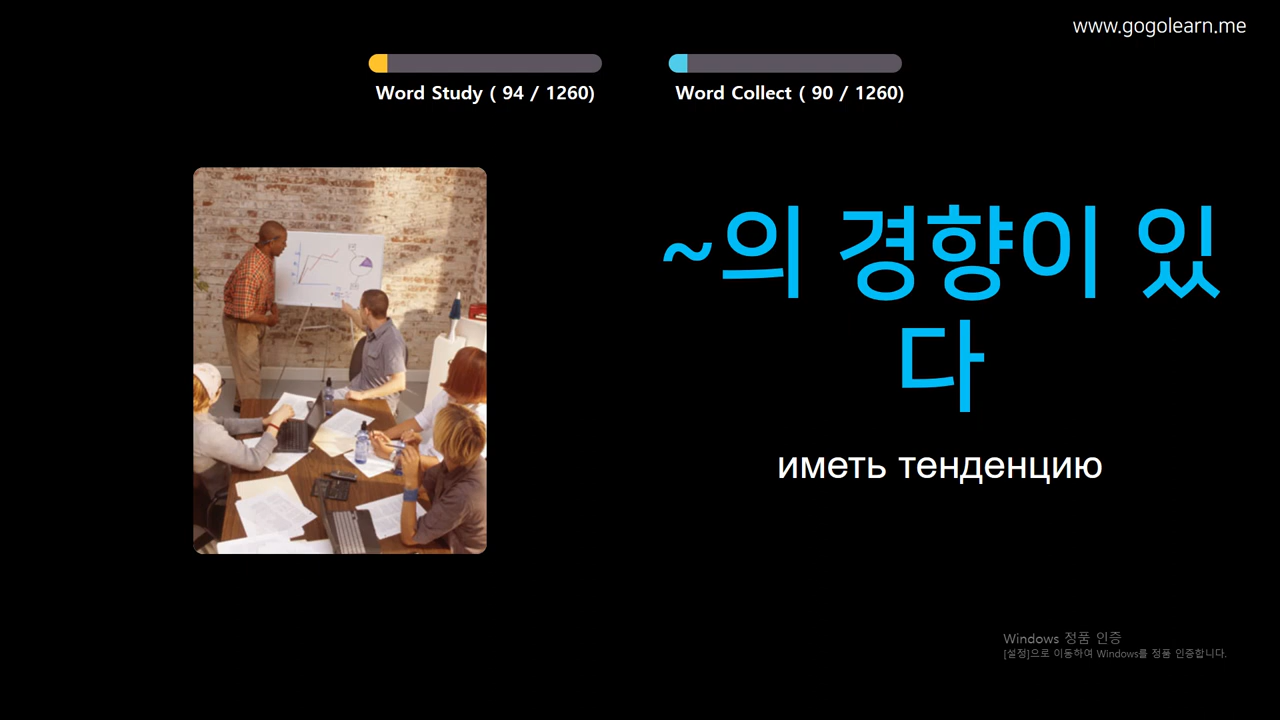 www.gogolearn.me
Word Study ( 94 / 1260)
Word Collect ( 90 / 1260)
~의 경향이 있
다
иметь тенденцию
Windows 정품 인증
[설정]으로 이동하여 Windows를 정품 인증합니다.